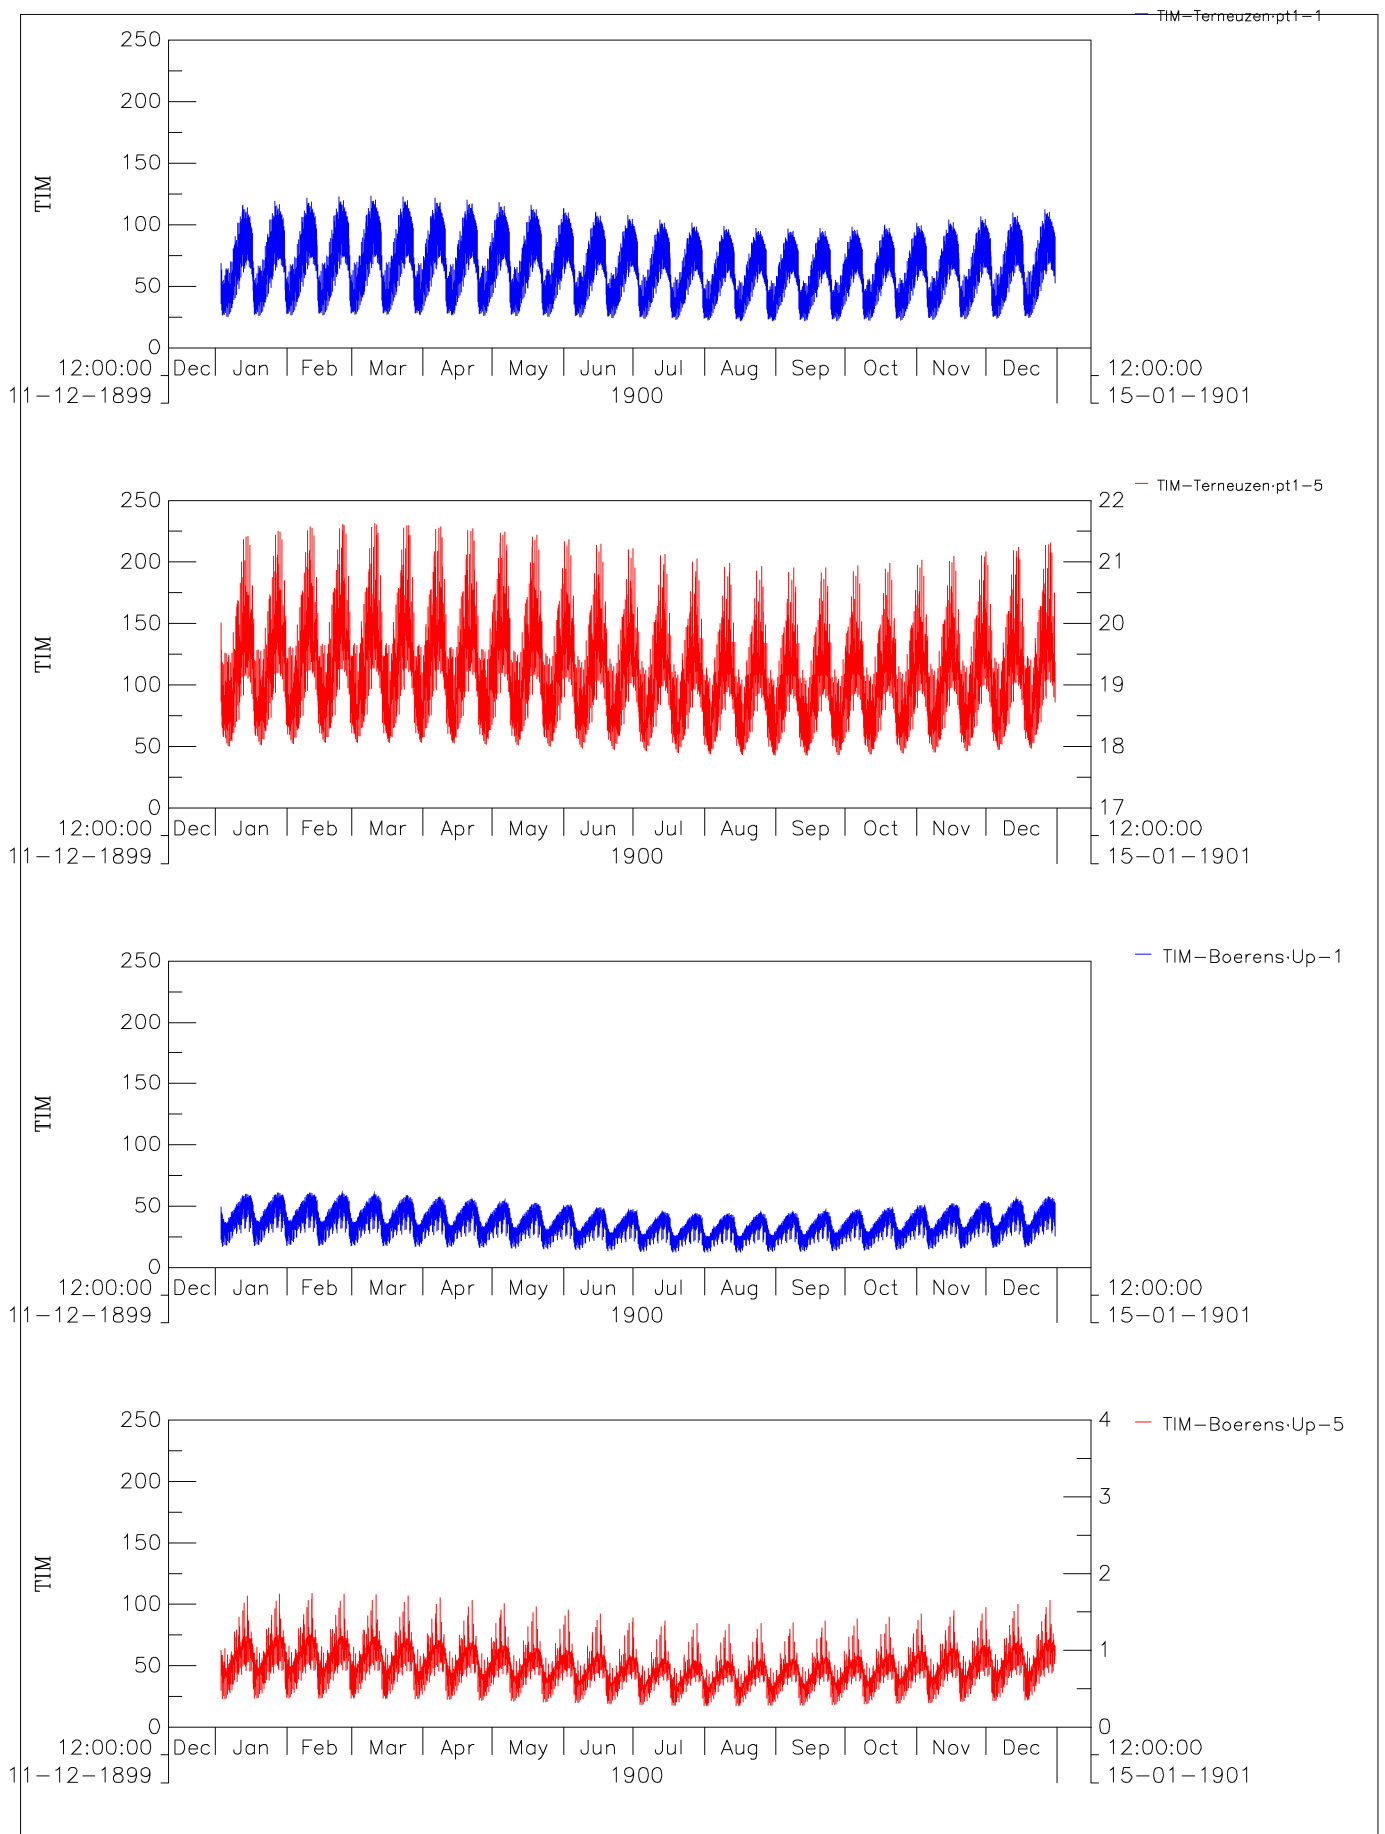 TIM-Terneuzen·pt1-1
250
200
150
100
50
0
TIM
Dec Jan Feb Mar Apr May Jun Jul Aug Sep Oct Nov Dec
12:00:00 12:00:00
11-12-1899 1900 15-01-1901
TIM-Terneuzen·pt1-5
250 22
200 21
150 20
100 19
50 18
0 17
TIM
12:00:00 Dec Jan Feb Mar Apr May Jun Jul Aug Sep Oct Nov Dec 12:00:00
11-12-1899 1900 15-01-1901
TIM-Boerens·Up-1
250
200
150
100
50
0
TIM
12:00:00 Dec Jan Feb Mar Apr May Jun Jul Aug Sep Oct Nov Dec 12:00:00
11-12-1899 1900 15-01-1901
TIM-Boerens·Up-5
250 4
200 3
150 2
100 1
50 0
0
TIM
12:00:00 Dec Jan Feb Mar Apr May Jun Jul Aug Sep Oct Nov Dec 12:00:00
11-12-1899 1900 15-01-1901